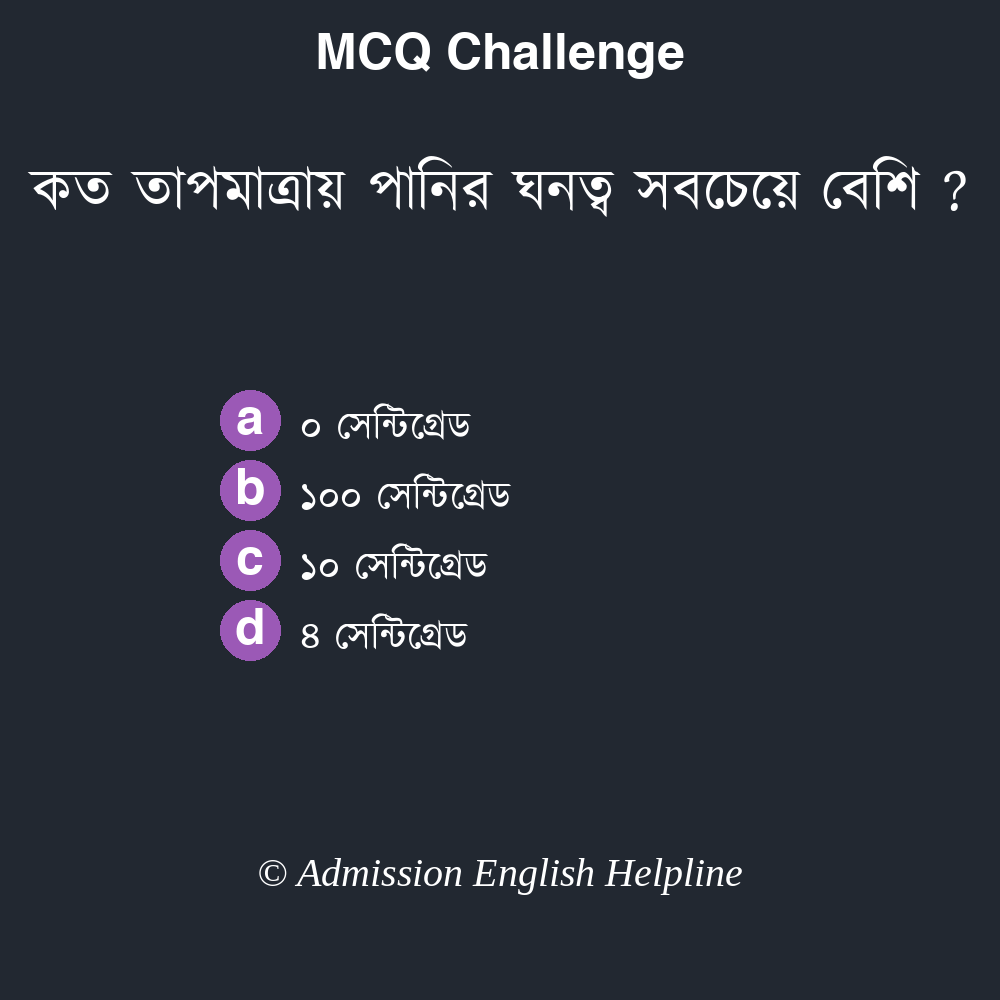 MCQ Challenge
কত তাপমাত্রায় পানির ঘনত্ব সবচেয়ে বেশি ?
a ০ সেন্টিগ্রেড
b ১০০ সেন্টিগ্রেড
c ১০ সেন্টিগ্রেড
d ৪ সেন্টিগ্রেড
© Admission English Helpline